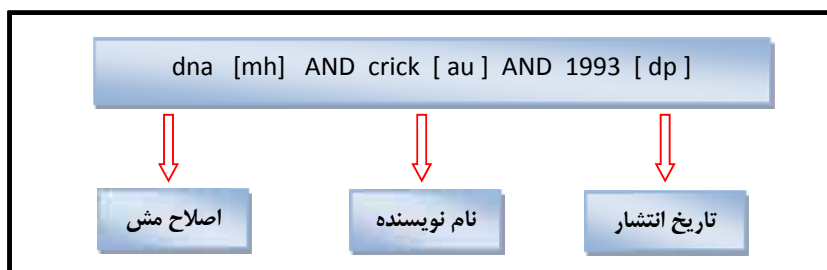 dna [mh] AND crick [ au ] AND 1993 [ dp ]
اصلاح مش
نام نویسنده
تاریخ انتشار